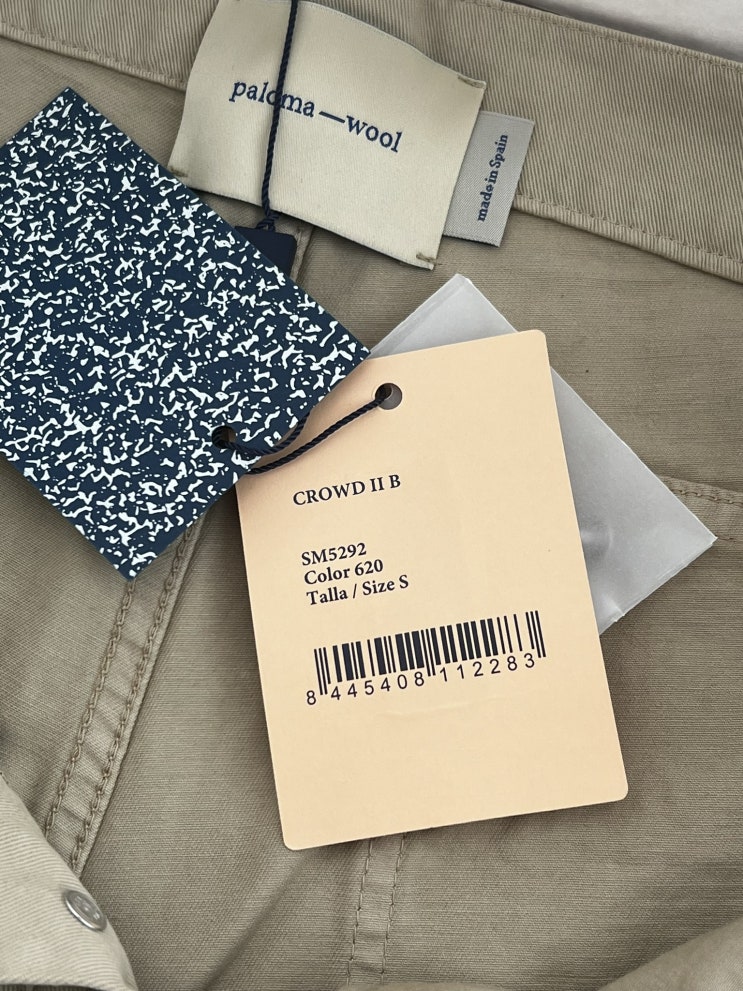 paloma—wool
made in Spain
CROWD II B
SM5292
Color 620
Talla / Size S
8 445408 112283